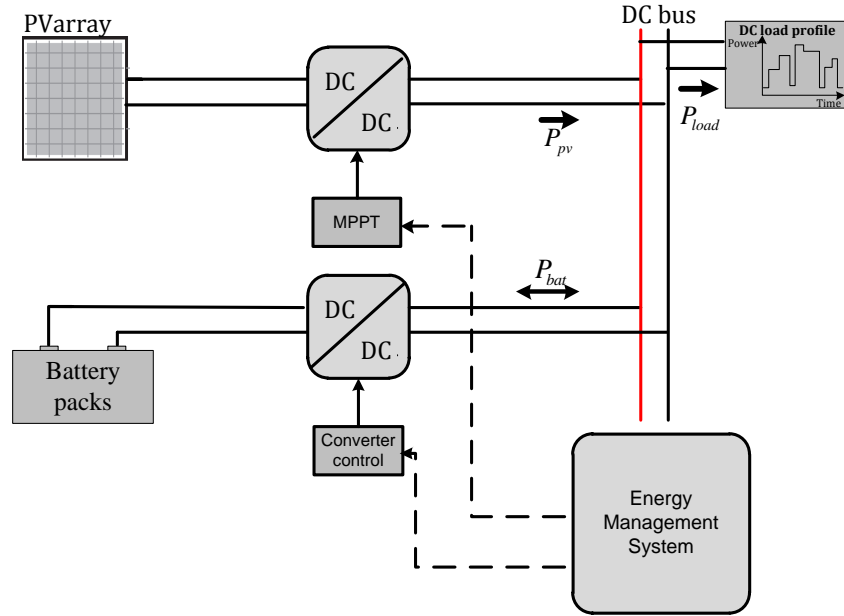 PVarray
DC bus
DC load profile
Power
Time
DC
DC
P_pv
P_load
MPPT
P_bat
DC
DC
Battery
packs
Converter
control
Energy
Management
System